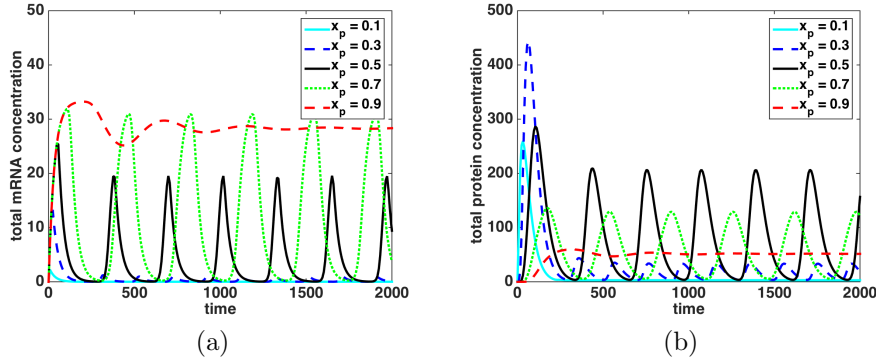 50
40
30
20
10
0
total mRNA concentration
0 500 1000 1500 2000
time
x_p = 0.1
x_p = 0.3
x_p = 0.5
x_p = 0.7
x_p = 0.9
(a)
500
400
300
200
100
0
total protein concentration
0 500 1000 1500 2000
time
x_p = 0.1
x_p = 0.3
x_p = 0.5
x_p = 0.7
x_p = 0.9
(b)